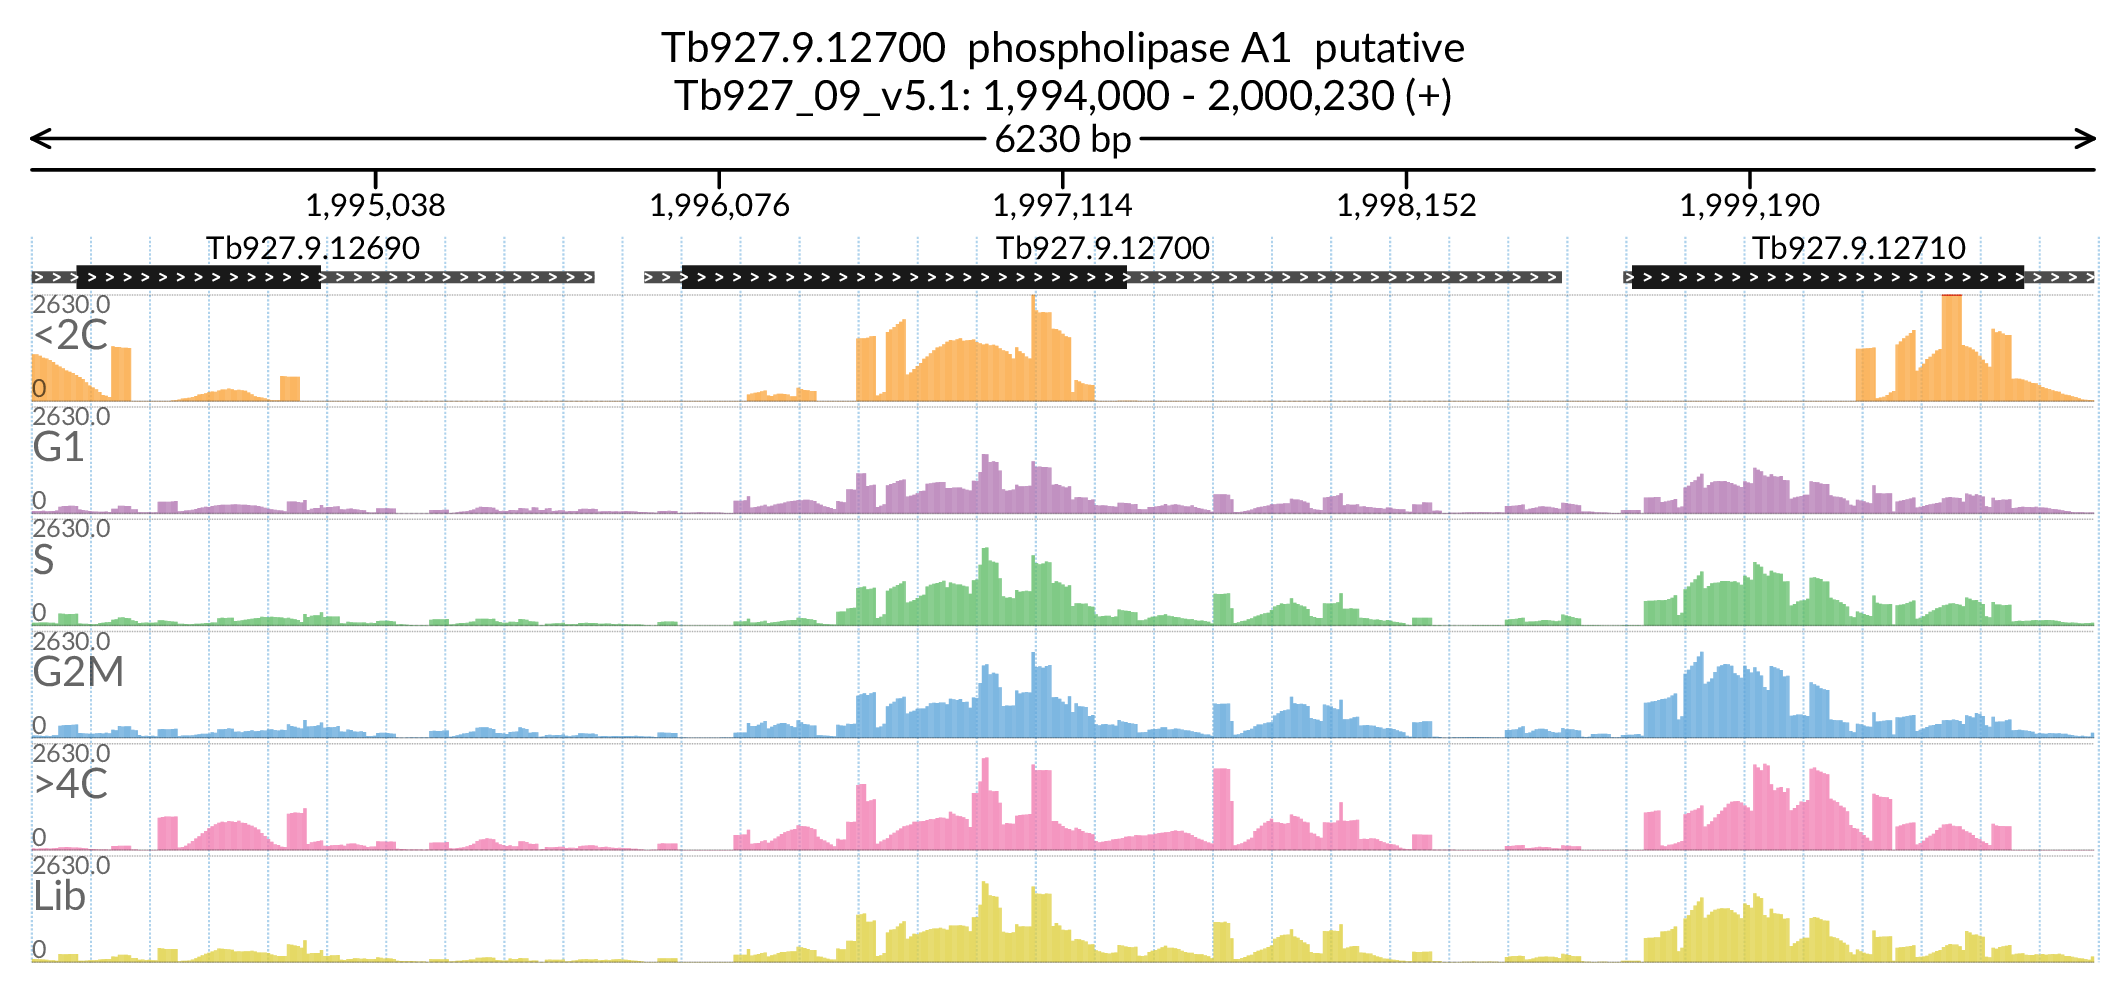 Tb927.9.12700 phospholipase A1 putative
Tb927_09_v5.1: 1,994,000 - 2,000,230 (+)
6230 bp
1,995,038 1,996,076 1,997,114 1,998,152 1,999,190
Tb927.9.12690 Tb927.9.12700 Tb927.9.12710
2630.0
<2C
0
2630.0
G1
0
2630.0
S
0
2630.0
G2M
0
2630.0
>4C
0
2630.0
Lib
0